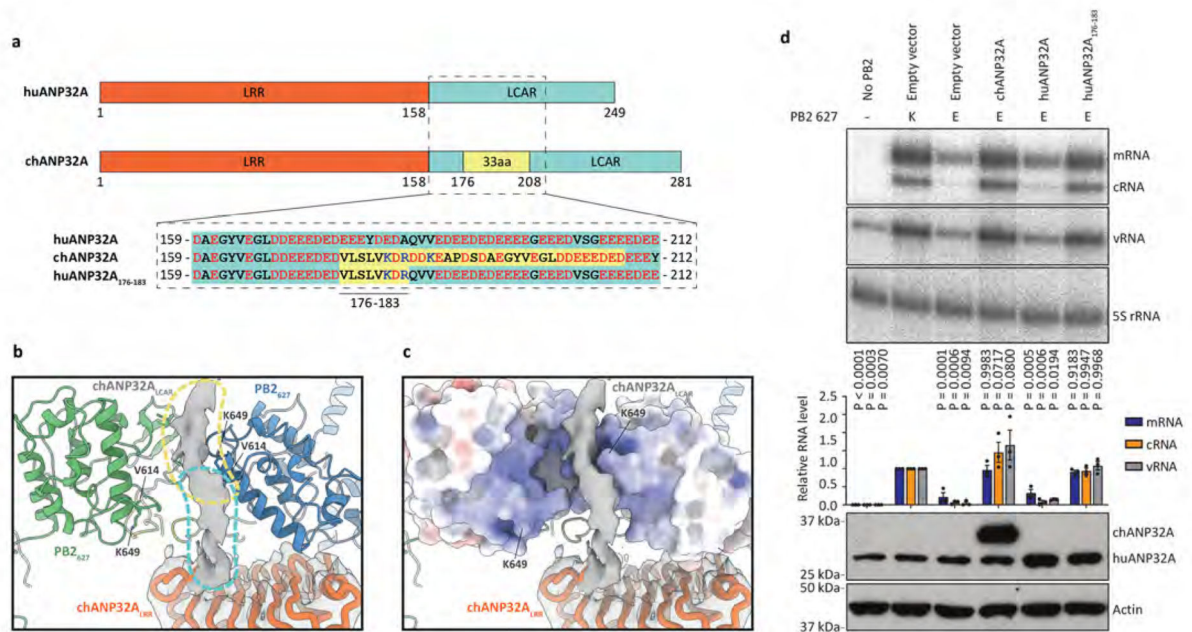 a
huANP32A
LRR
LCAR
1
158
249
chANP32A
LRR
33aa
LCAR
1
158
176
208
281
huANP32A 159 - DAEGYVEGLDDEEEDEDEEEYDEDAQVVEDEEDEDEEEEGEEEDVSGEEEEDEE - 212
chANP32A 159 - DAEGYVEGLDDEEEDEDVLSLVKDRDDKEAPDSDAEGYVEGLDDEEEDEDEEEY - 212
huANP32A176-183 159 - DAEGYVEGLDDEEEDEDVLSLVKDRQVVEDEEDEDEEEEGEEEDVSGEEEEDEE - 212
176-183
b
chANP32ALCAR
PB2627
K649
V614
V614
K649
PB2627
chANP32ALRR
c
chANP32ALCAR
K649
K649
chANP32ALRR
d
No PB2
Empty vector
Empty vector
chANP32A
huANP32A
huANP32A176-183
PB2 627 - K E E E E
mRNA
cRNA
vRNA
5S rRNA
P < 0.0001
P = 0.0003
P = 0.0070
P = 0.0001
P = 0.0006
P = 0.0094
P = 0.9983
P = 0.0717
P = 0.0800
P = 0.0005
P = 0.0006
P = 0.0194
P = 0.9183
P = 0.9947
P = 0.9968
Relative RNA level
2.5
2.0
1.5
1.0
0.5
0.0
mRNA
cRNA
vRNA
37 kDa-
25 kDa-
chANP32A
huANP32A
50 kDa-
37 kDa-
Actin